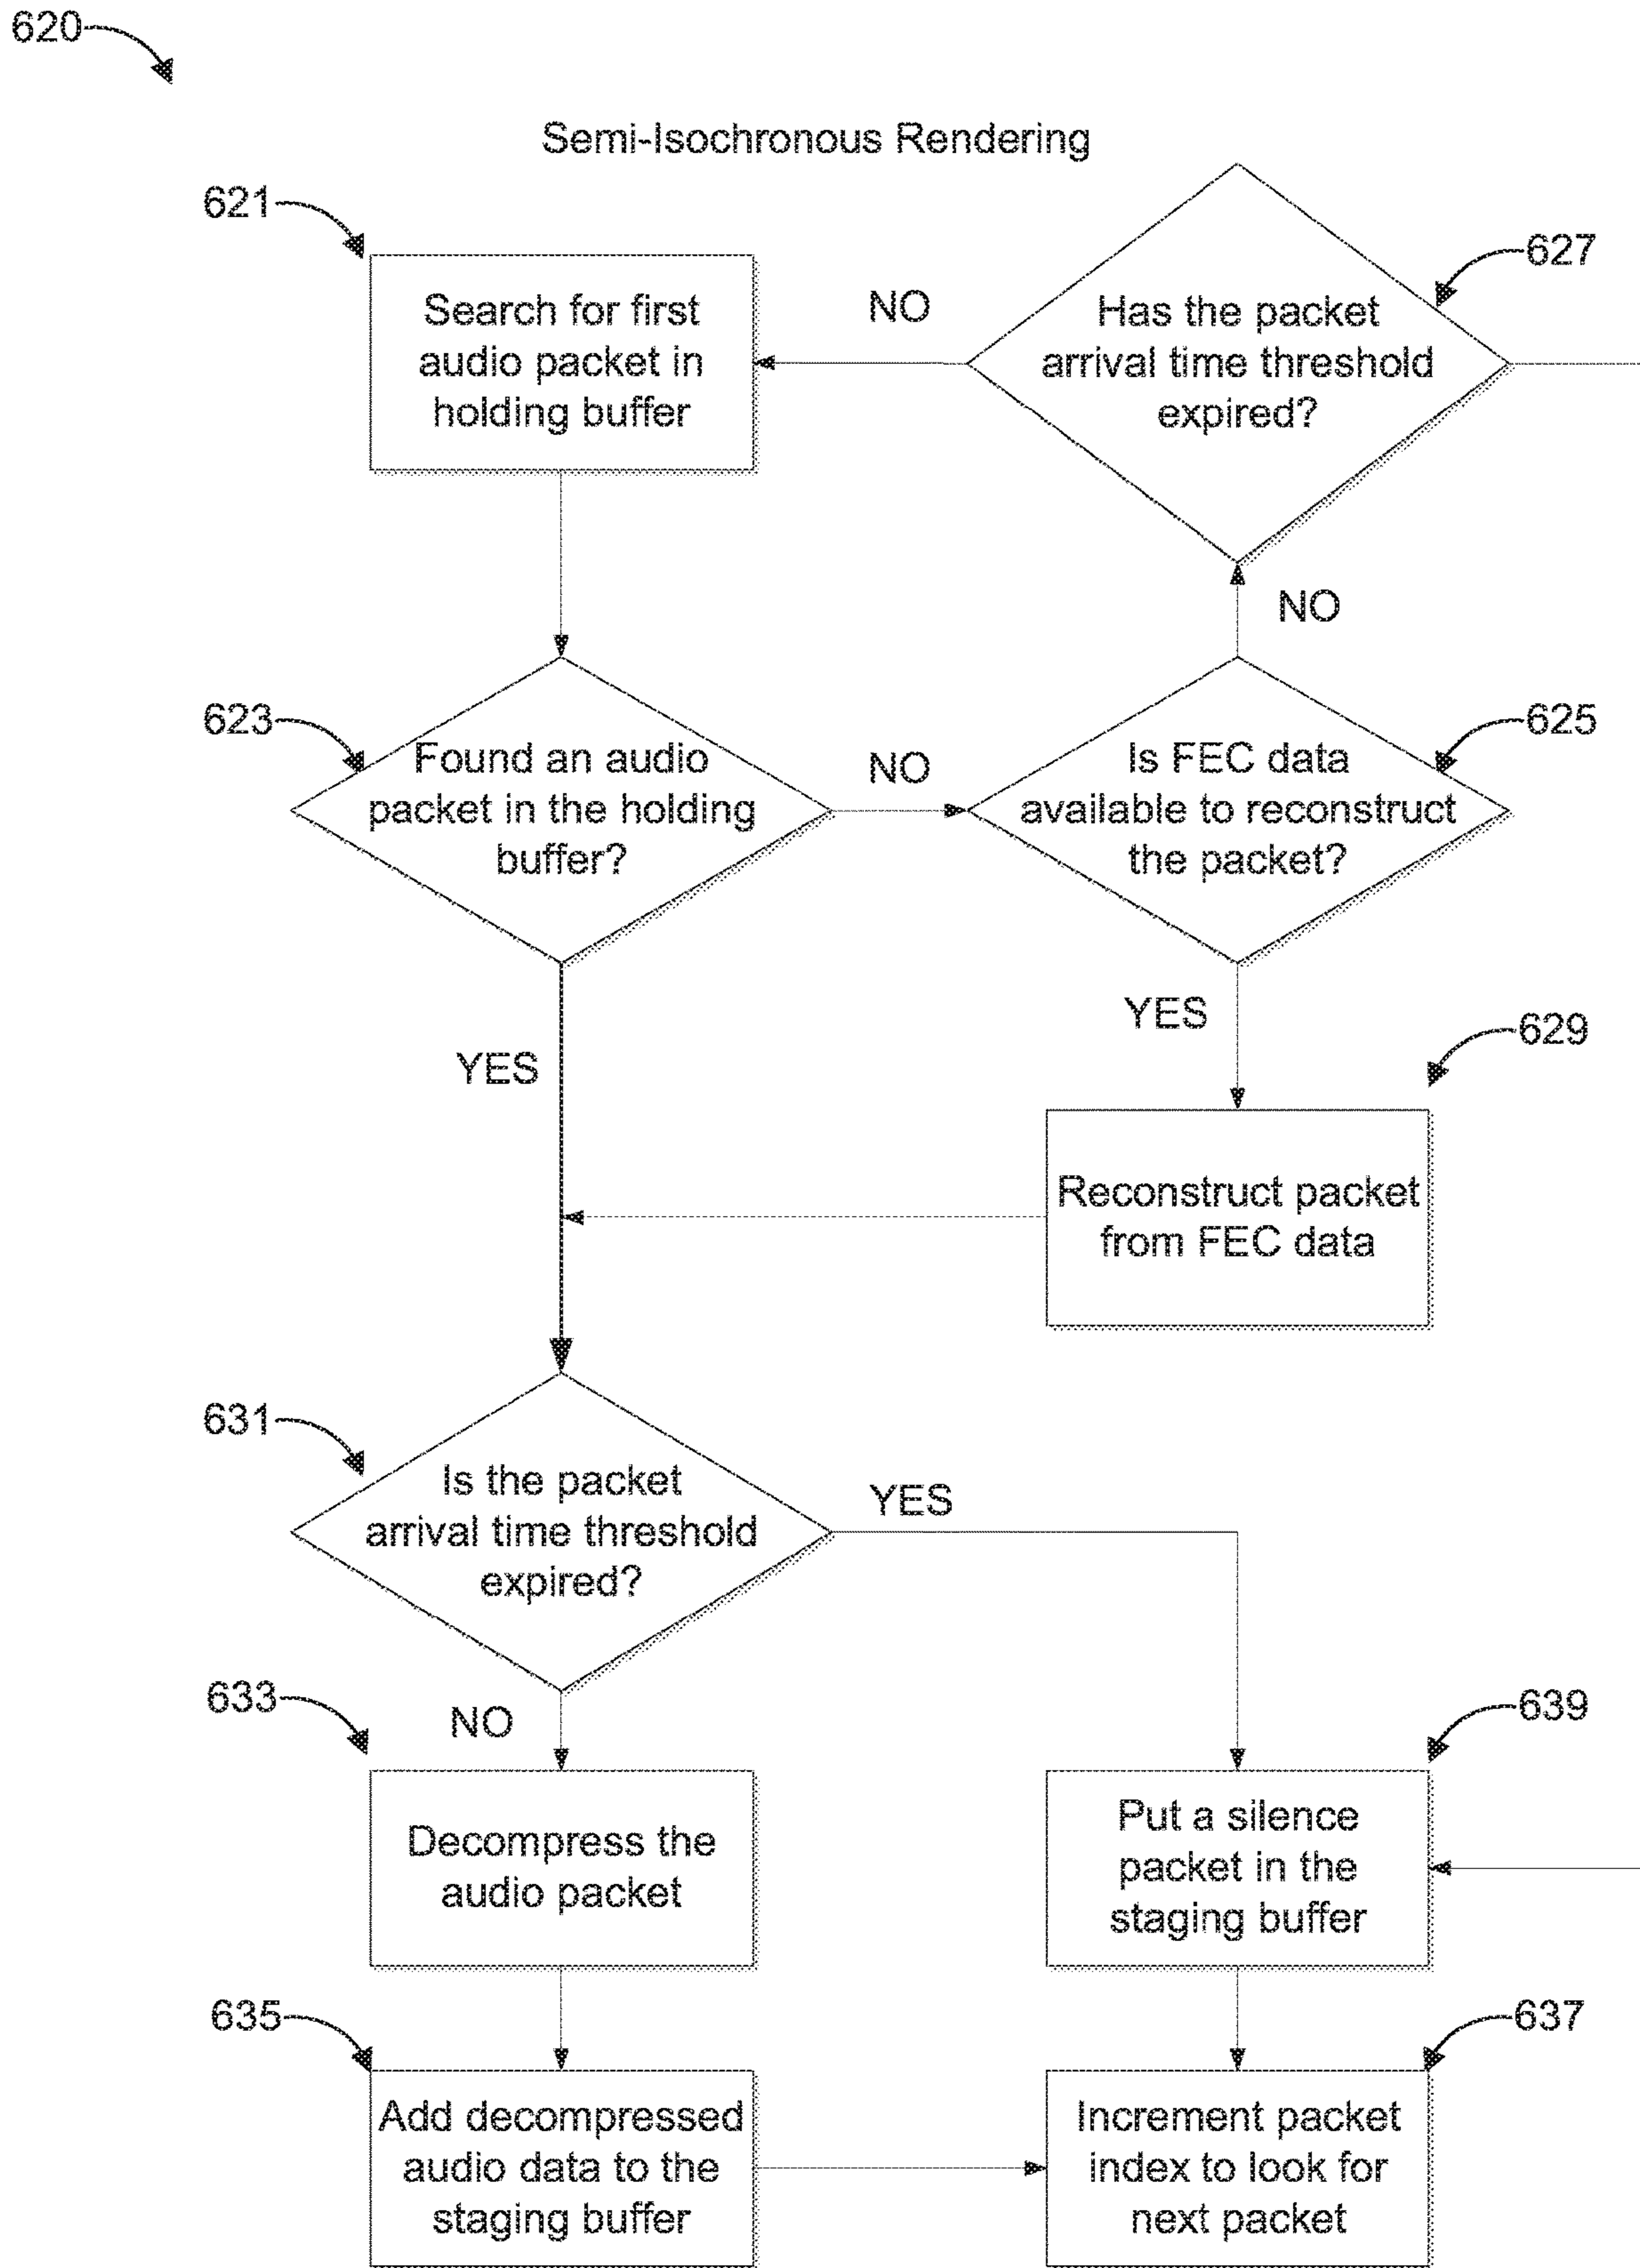 620
Semi-Isochronous Rendering
621
Search for first
audio packet in
holding buffer
NO
Has the packet
arrival time threshold
expired?
627
NO
623
Found an audio
packet in the holding
buffer?
NO
Is FEC data
available to reconstruct
the packet?
625
YES
YES
629
Reconstruct packet
from FEC data
631
Is the packet
arrival time threshold
expired?
YES
633
NO
639
Decompress the
audio packet
Put a silence
packet in the
staging buffer
635
637
Add decompressed
audio data to the
staging buffer
Increment packet
index to look for
next packet